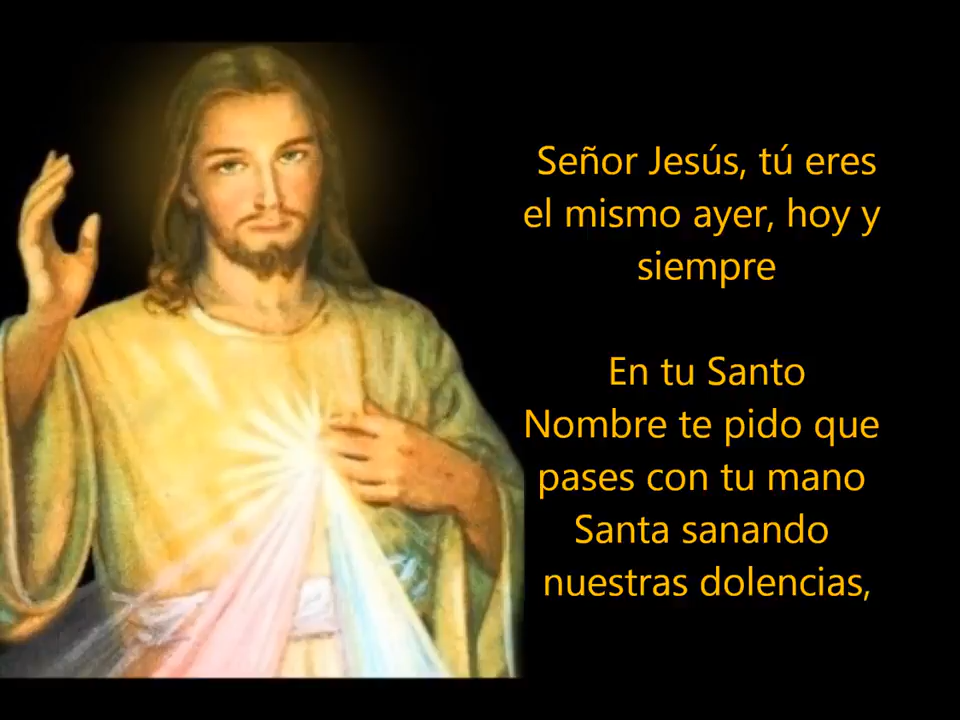 Señor Jesús, tú eres
el mismo ayer, hoy y
siempre
En tu Santo
Nombre te pido que
pases con tu mano
Santa sanando
nuestras dolencias,